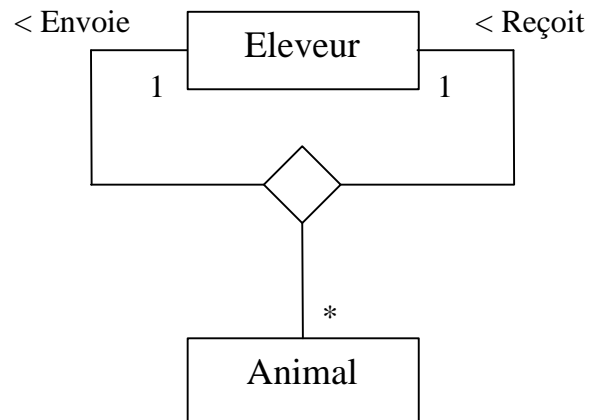 < Envoie
Eleveur
< Reçoit
1
1
*
Animal